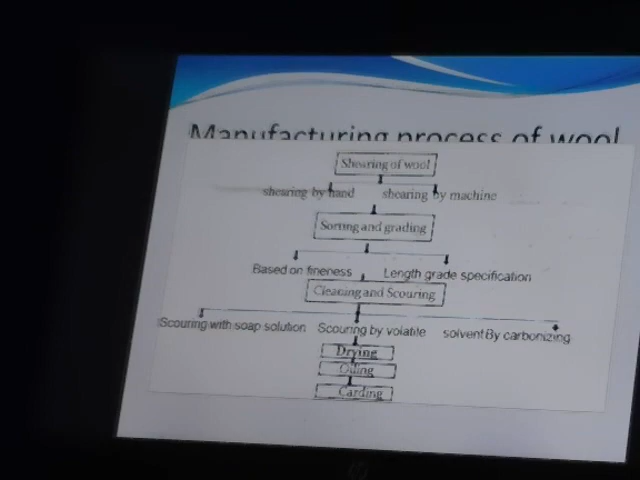 Manufacturing process of wool
Shearing of wool
shearing by hand shearing by machine
Sorting and grading
Based on fineness Length grade specification
Cleaning and Scouring
Scouring with soap solution Scouring by volatile solvent By carbonizing
Drying
Oiling
Carding
hp